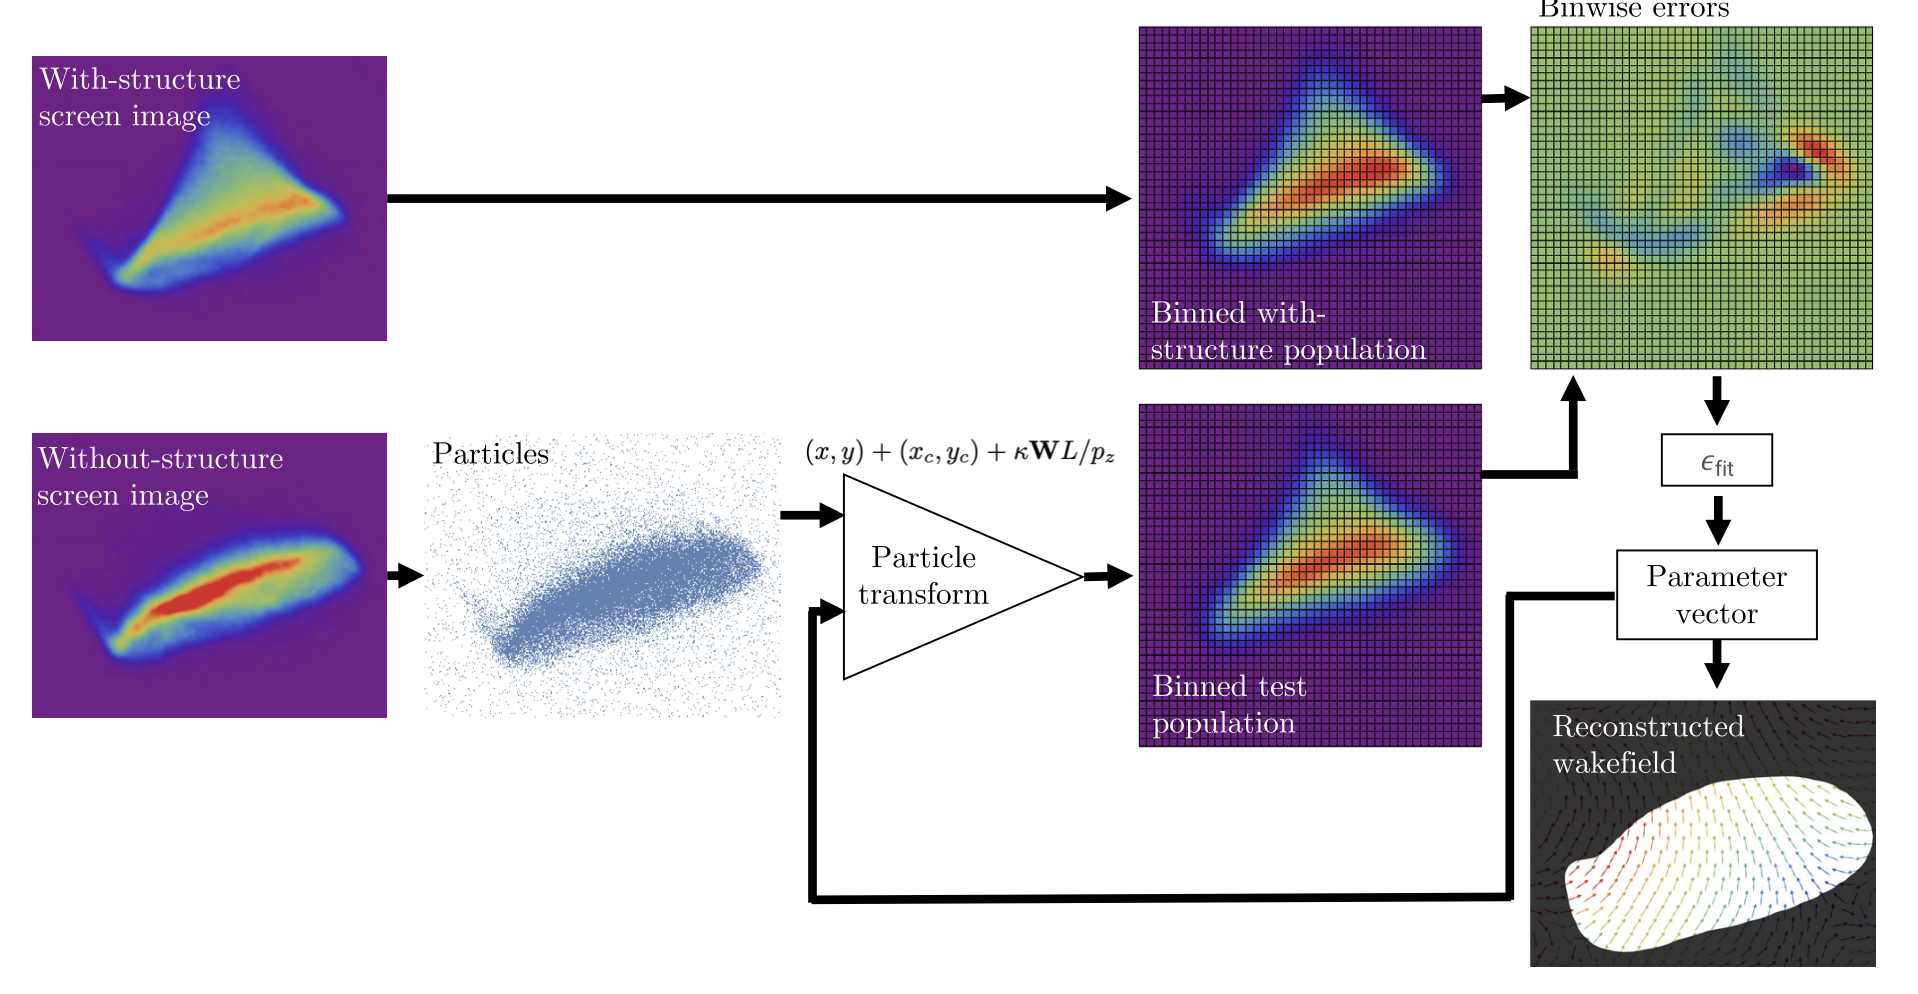 Binwise errors
With-structure
screen image
Binned with-
structure population
Without-structure
screen image
Particles
(x, y) + (x_c, y_c) + κWL/p_z
Particle
transform
Binned test
population
ϵ_fit
Parameter
vector
Reconstructed
wakefield